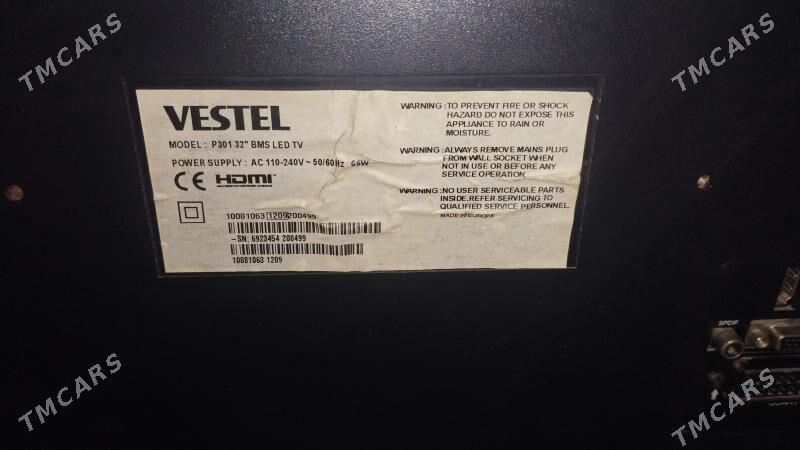 TMCARS
TMCARS
VESTEL
MODEL : P301 32" BMS LED TV
POWER SUPPLY : AC 110-240V ~ 50/60Hz 65W
CE HDMI
10081063 1209 200499
-SN: 6923454 200499
10081063 1209
WARNING : TO PREVENT FIRE OR SHOCK
HAZARD DO NOT EXPOSE THIS
APPLIANCE TO RAIN OR
MOISTURE.
WARNING : ALWAYS REMOVE MAINS PLUG
FROM WALL SOCKET WHEN
NOT IN USE OR BEFORE ANY
SERVICE OPERATION
WARNING : NO USER SERVICEABLE PARTS
INSIDE.REFER SERVICING TO
QUALIFIED SERVICE PERSONNEL.
MADE IN EUROPE
SPDIF
TMCARS
TMCARS